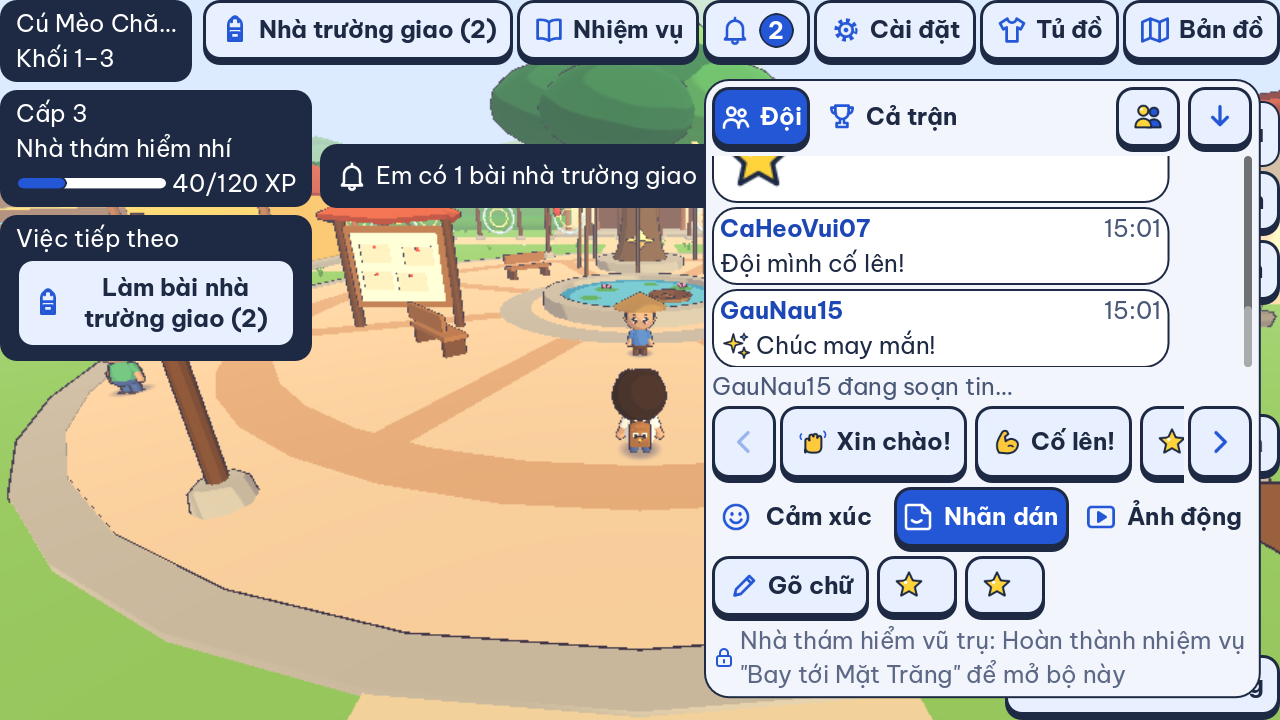 Cú Mèo Chă...
Khối 1–3
Nhà trường giao (2)
Nhiệm vụ
2
Cài đặt
Tủ đồ
Bản đồ
Cấp 3
Nhà thám hiểm nhí
40/120 XP
Em có 1 bài nhà trường giao
Việc tiếp theo
Làm bài nhà
trường giao (2)
Đội
Cả trận
CaHeoVui07 15:01
Đội mình cố lên!
GauNau15 15:01
Chúc may mắn!
GauNau15 đang soạn tin...
Xin chào!
Cố lên!
Cảm xúc
Nhãn dán
Ảnh động
Gõ chữ
Nhà thám hiểm vũ trụ: Hoàn thành nhiệm vụ
"Bay tới Mặt Trăng" để mở bộ này